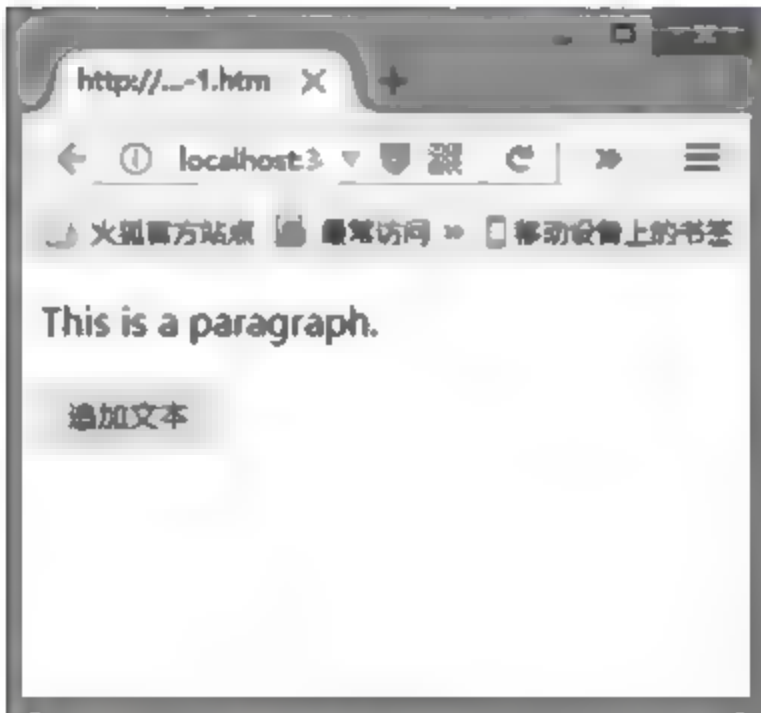 http://...-1.htm
localhost:3
火狐官方站点 最常访问 » 移动设备上的书签
This is a paragraph.
追加文本